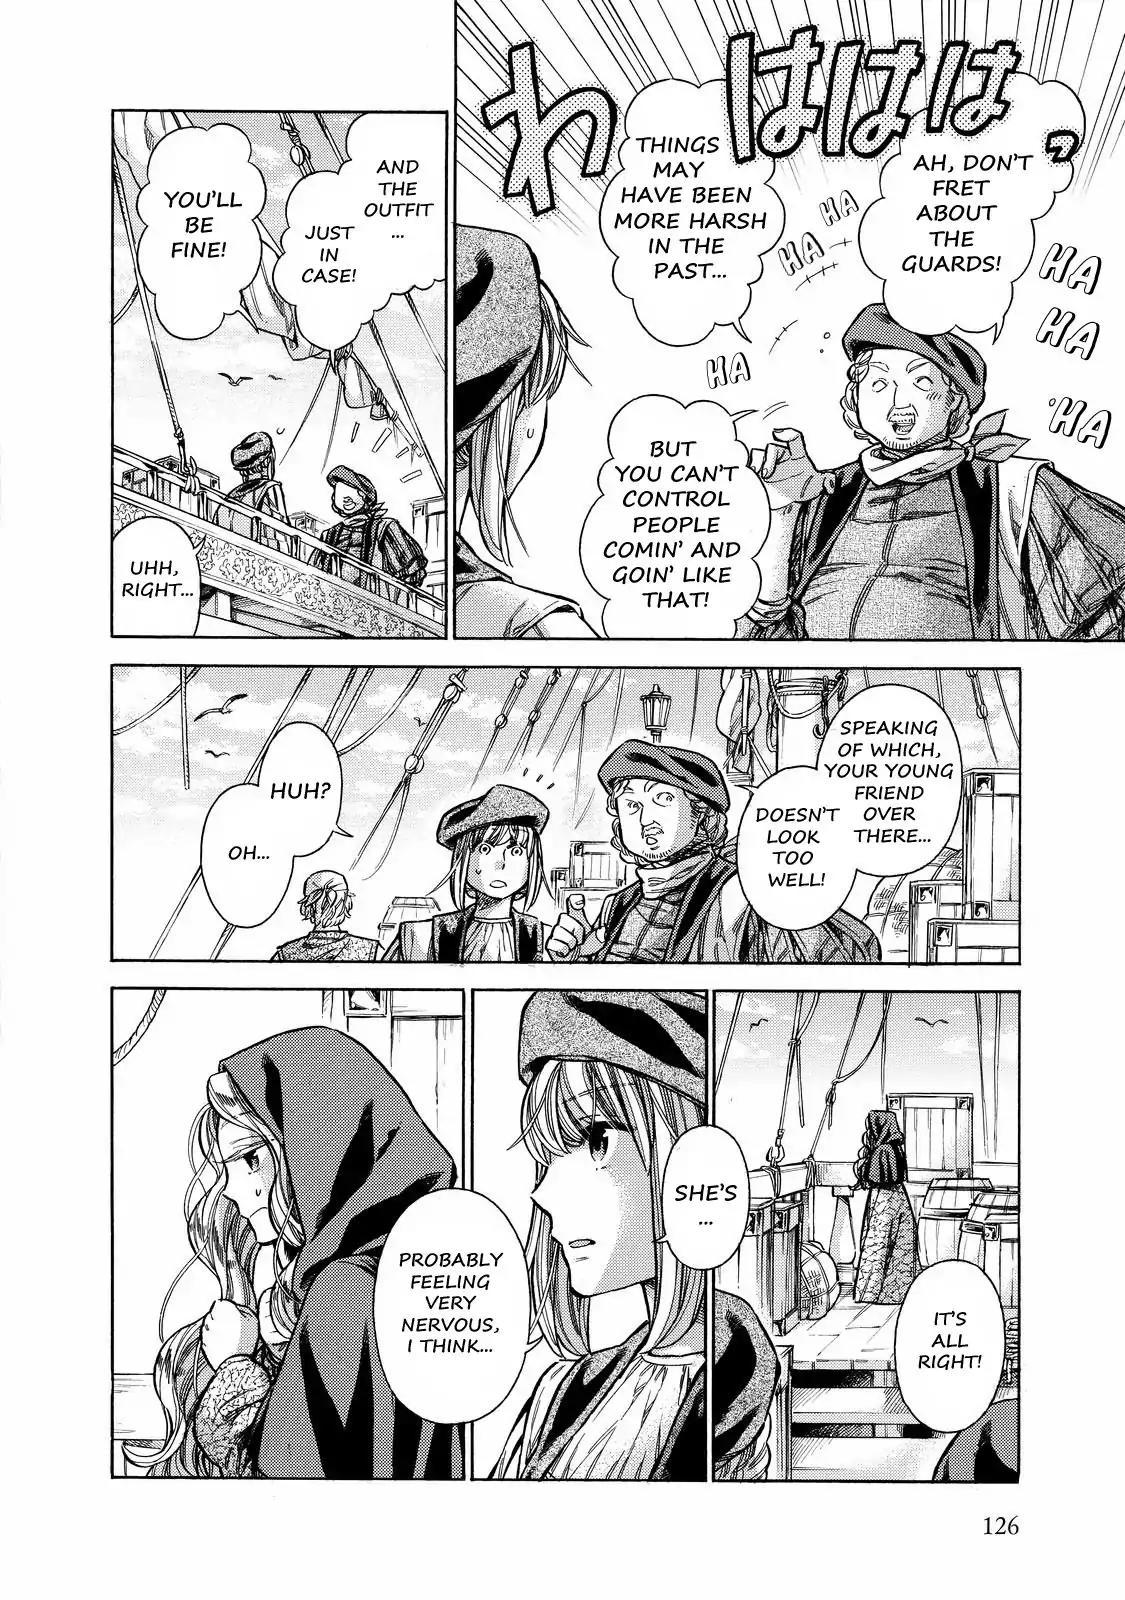 わははははっ
AH, DON'T
FRET
ABOUT
THE
GUARDS!
HA
HA
HA
HA
HA
HA
HA
THINGS
MAY
HAVE BEEN
MORE HARSH
IN THE
PAST...
BUT
YOU CAN'T
CONTROL
PEOPLE
COMIN' AND
GOIN' LIKE
THAT!
AND
THE
OUTFIT
...
JUST
IN
CASE!
YOU'LL
BE
FINE!
UHH,
RIGHT...
SPEAKING
OF WHICH,
YOUR YOUNG
FRIEND
OVER
THERE...
DOESN'T
LOOK
TOO
WELL!
HUH?
OH...
IT'S
ALL
RIGHT!
SHE'S
...
PROBABLY
FEELING
VERY
NERVOUS,
I THINK...
126